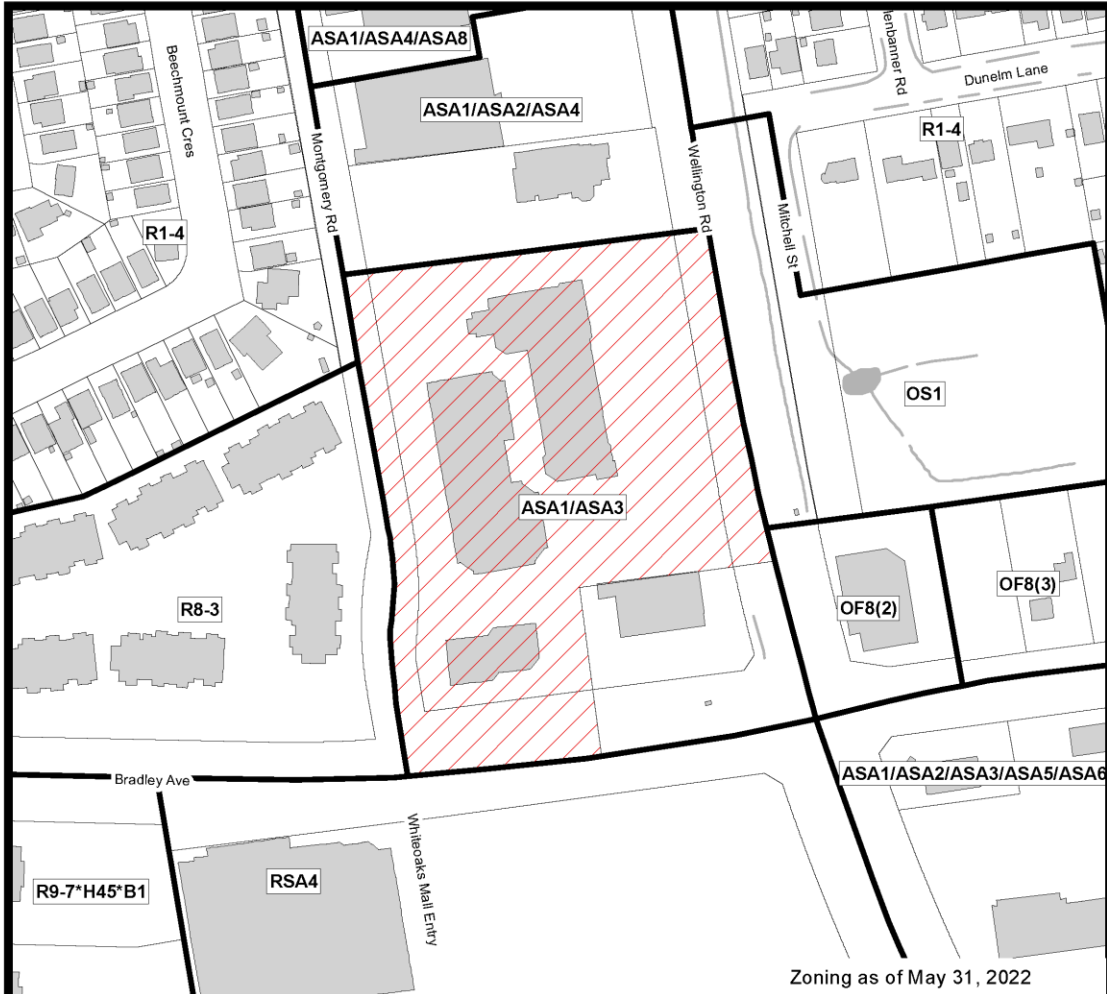 ASA1/ASA4/ASA8
Beechmount Cres
Dunelm Lane
ASA1/ASA2/ASA4
R1-4
Montgomery Rd
Wellington Rd
Mitchell St
R1-4
OS1
ASA1/ASA3
OF8(3)
OF8(2)
R8-3
Bradley Ave
ASA1/ASA2/ASA3/ASA5/ASA6
Whiteoaks Mall Entry
RSA4
R9-7*H45*B1
Zoning as of May 31, 2022